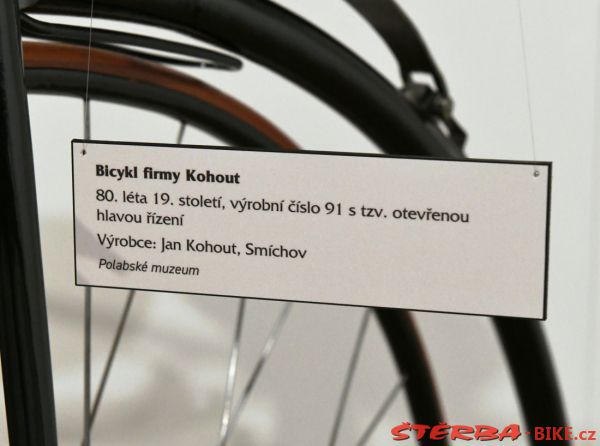 Bicykl firmy Kohout
80. léta 19. století, výrobní číslo 91 s tzv. otevřenou
hlavou řízení
Výrobce: Jan Kohout, Smíchov
Polabské muzeum
ŠTĚRBA-BIKE.cz